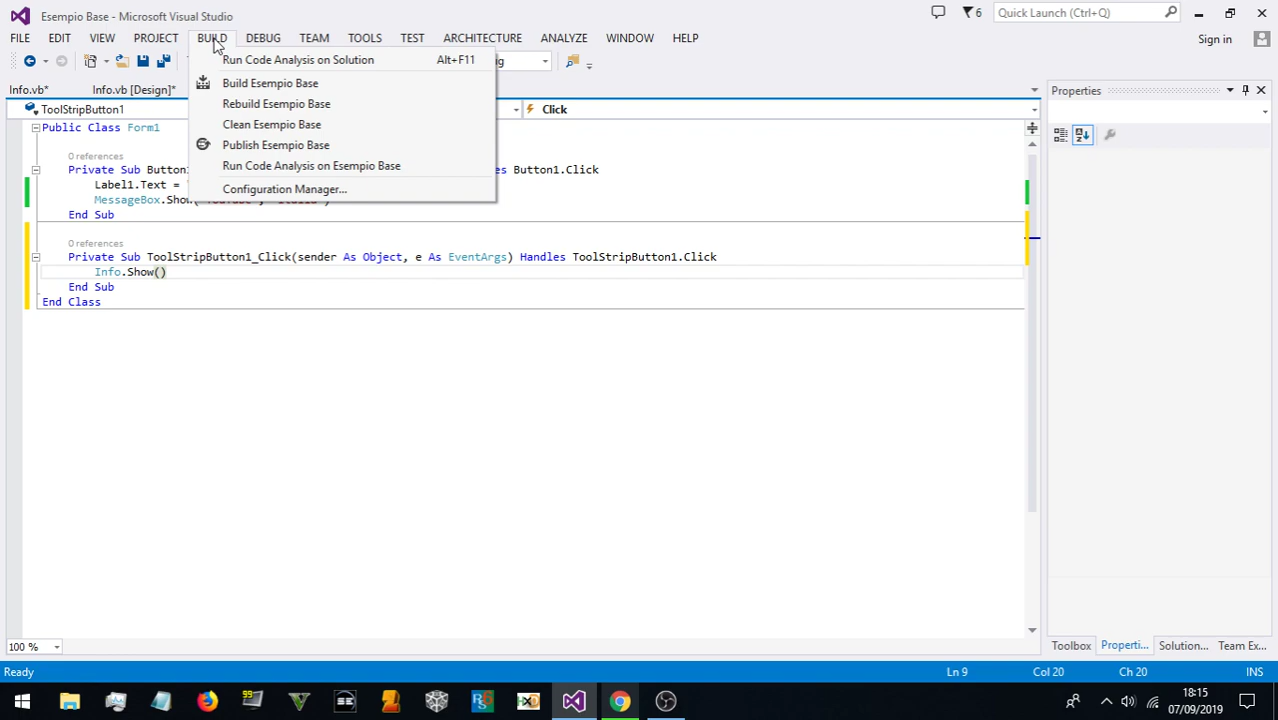 Esempio Base - Microsoft Visual Studio
6
Quick Launch (Ctrl+Q)
FILE EDIT VIEW PROJECT BUILD DEBUG TEAM TOOLS TEST ARCHITECTURE ANALYZE WINDOW HELP
Sign in
Run Code Analysis on Solution Alt+F11
Build Esempio Base
Rebuild Esempio Base
Clean Esempio Base
Publish Esempio Base
Run Code Analysis on Esempio Base
Configuration Manager...
Info.vb* Info.vb [Design]*
Properties
ToolStripButton1
Click
Public Class Form1
0 references
Private Sub
Button1.Click
Label1.Text =
MessageBox.Show(
End Sub
0 references
Private Sub ToolStripButton1_Click(sender As Object, e As EventArgs) Handles ToolStripButton1.Click
Info.Show()
End Sub
End Class
100 %
Toolbox Properti... Solution... Team Ex...
Ready
Ln 9 Col 20 Ch 20 INS
99
18:15
07/09/2019